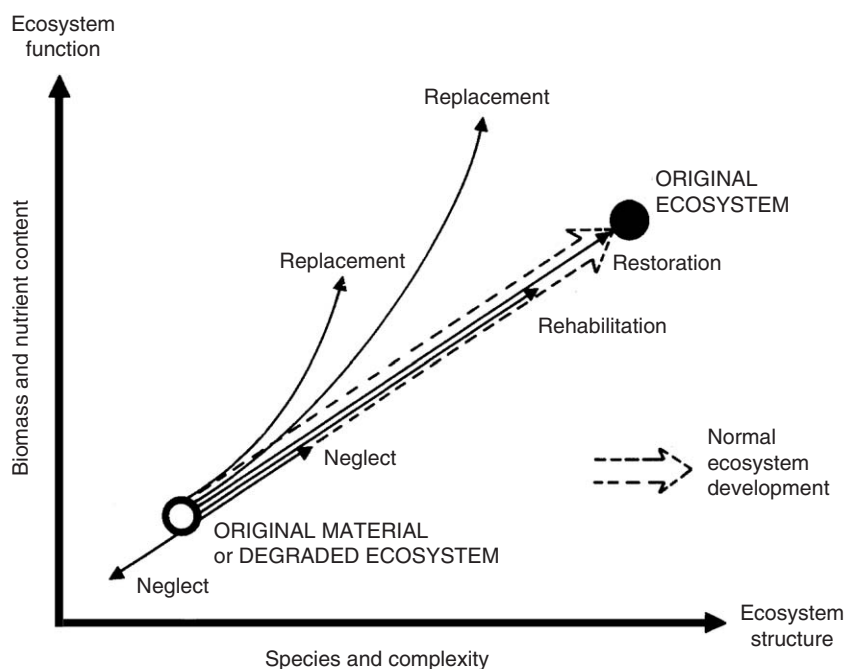 Ecosystem
function
Replacement
ORIGINAL
ECOSYSTEM
Replacement
Restoration
Rehabilitation
Biomass and nutrient content
Neglect
Normal
ecosystem
development
ORIGINAL MATERIAL
or DEGRADED ECOSYSTEM
Neglect
Ecosystem
structure
Species and complexity